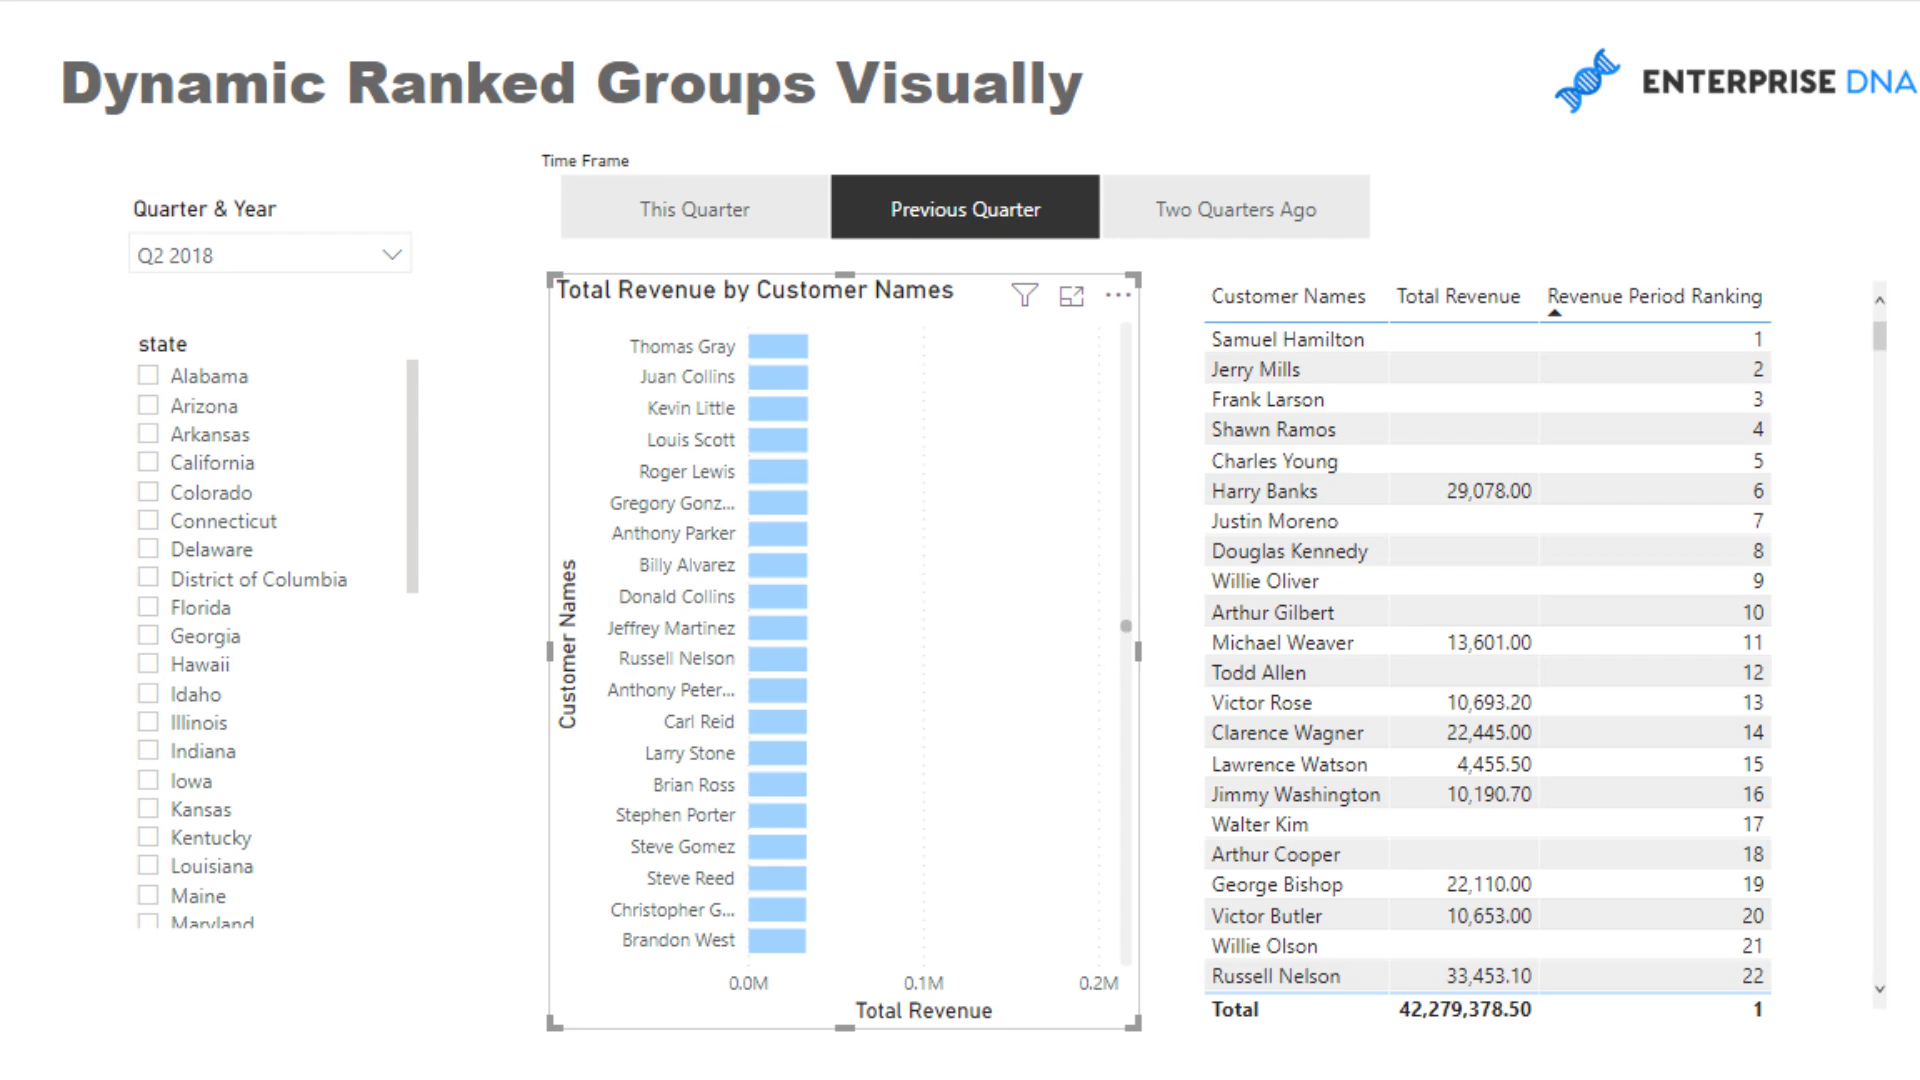 Dynamic Ranked Groups Visually
ENTERPRISE DNA
Time Frame
This Quarter
Previous Quarter
Two Quarters Ago
Quarter & Year
Q2 2018
state
Alabama
Arizona
Arkansas
California
Colorado
Connecticut
Delaware
District of Columbia
Florida
Georgia
Hawaii
Idaho
Illinois
Indiana
Iowa
Kansas
Kentucky
Louisiana
Maine
Maryland
Total Revenue by Customer Names
Customer Names
Thomas Gray
Juan Collins
Kevin Little
Louis Scott
Roger Lewis
Gregory Gonz...
Anthony Parker
Billy Alvarez
Donald Collins
Jeffrey Martinez
Russell Nelson
Anthony Peter...
Carl Reid
Larry Stone
Brian Ross
Stephen Porter
Steve Gomez
Steve Reed
Christopher G...
Brandon West
0.0M 0.1M 0.2M
Total Revenue
Customer Names Total Revenue Revenue Period Ranking
Samuel Hamilton 1
Jerry Mills 2
Frank Larson 3
Shawn Ramos 4
Charles Young 5
Harry Banks 29,078.00 6
Justin Moreno 7
Douglas Kennedy 8
Willie Oliver 9
Arthur Gilbert 10
Michael Weaver 13,601.00 11
Todd Allen 12
Victor Rose 10,693.20 13
Clarence Wagner 22,445.00 14
Lawrence Watson 4,455.50 15
Jimmy Washington 10,190.70 16
Walter Kim 17
Arthur Cooper 18
George Bishop 22,110.00 19
Victor Butler 10,653.00 20
Willie Olson 21
Russell Nelson 33,453.10 22
Total 42,279,378.50 1